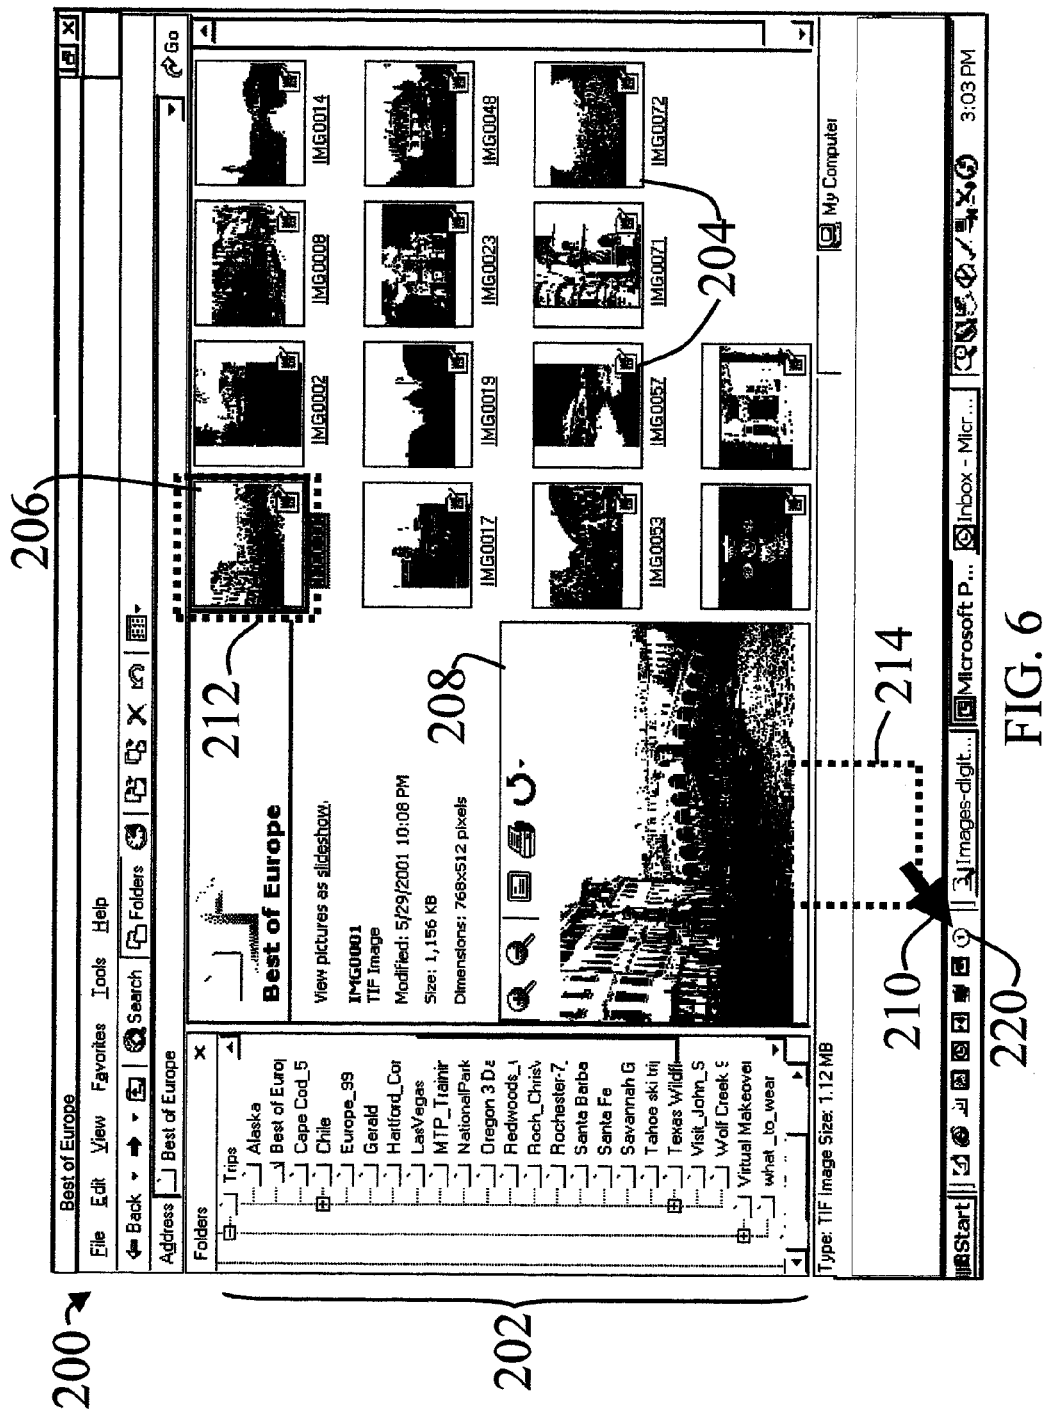 200
Best of Europe
File Edit View Favorites Tools Help
Back Search Folders
Address Best of Europe Go
Folders
Trips
Alaska
Best of Europ
Cape Cod_5
Chile
Europe_99
Gerald
Hartford_Cor
LasVegas
MTP_Trainir
NationalPark
Oregon 3 Da
Redwoods_
Roch_Chris
Rochester-7_
Santa Barba
Santa Fe
Savannah G
Tahoe ski trip
Texas Wildfl
Visit_John_S
Wolf Creek S
Virtual Makeover
what_to_wear
202
Best of Europe
View pictures as slideshow.
IMG0001
TIF Image
Modified: 5/29/2001 10:08 PM
Size: 1,156 KB
Dimensions: 768x512 pixels
206
212
208
IMG0002
IMG0008
IMG0014
IMG0017
IMG0019
IMG0023
IMG0048
IMG0053
IMG0057
IMG0071
IMG0072
204
Type: TIF Image Size: 1.12 MB
My Computer
210
214
220
Start
Images-digit...
Microsoft P...
Inbox - Micr...
3:03 PM
FIG. 6